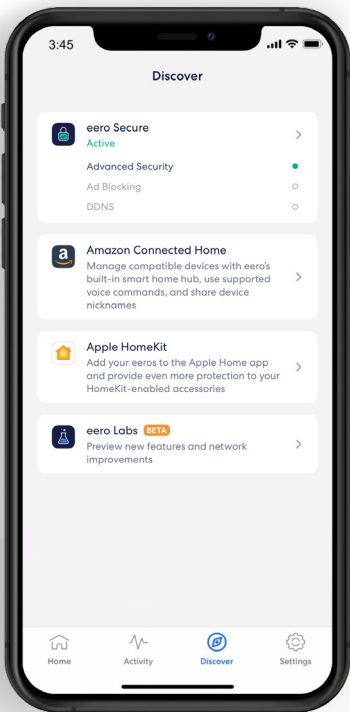 3:45
Discover
eero Secure
Active
Advanced Security
Ad Blocking
DDNS
a
Amazon Connected Home
Manage compatible devices with eero's
built-in smart home hub, use supported
voice commands, and share device
nicknames
Apple HomeKit
Add your eeros to the Apple Home app
and provide even more protection to your
HomeKit-enabled accessories
eero Labs BETA
Preview new features and network
improvements
Home Activity Discover Settings